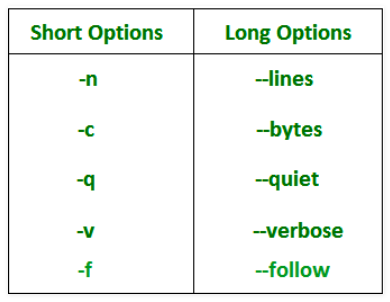 Short Options Long Options
-n --lines
-c --bytes
-q --quiet
-v --verbose
-f --follow